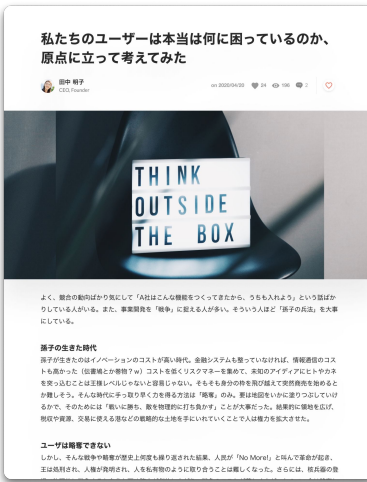 私たちのユーザーは本当は何に困っているのか、
原点に立って考えてみた
田中 明子
CEO, Founder
on 2020/04/20 24 196 2
THINK
OUTSIDE
THE BOX
よく、競合の動向ばかり気にして「A社はこんな機能をつくってきたから、うちも入れよう」という話ばか
りしている人がいる。また、事業開発を「戦争」に捉える人が多い。そういう人ほど「孫子の兵法」を大事
にしている。
孫子の生きた時代
孫子が生きたのはイノベーションのコストが高い時代。金融システムも整っていなければ、情報通信のコス
トも高かった（伝書鳩とか巻物？w）コストを低くリスクマネーを集めて、未知のアイディアにヒトやカネ
を突っ込むことは王様レベルじゃないと容易じゃない。そもそも身分の枠を飛び越えて突然商売を始めると
か難しそう。そんな時代に手っ取り早く力を得る方法は「略奪」のみ。要は地図をいかに塗りつぶしていけ
るかで、そのためには「戦いに勝ち、敵を物理的に打ち負かす」ことが大事だった。結果的に領地を広げ、
税収や資源、交易に使える港などの戦略的な土地を手にいれていくことで人は権力を拡大させた。
ユーザは略奪できない
しかし、そんな戦争や略奪が歴史上何度も繰り返された結果、人民が「No More!」と叫んで革命が起き、
王は処刑され、人権が発明され、人を私有物のように取り合うことは難しくなった。さらには、核兵器の登